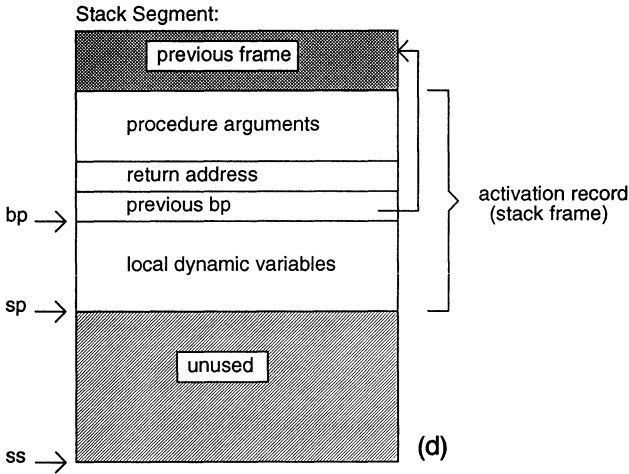 Stack Segment:
previous frame
procedure arguments
return address
previous bp
bp
activation record
(stack frame)
local dynamic variables
sp
unused
(d)
ss